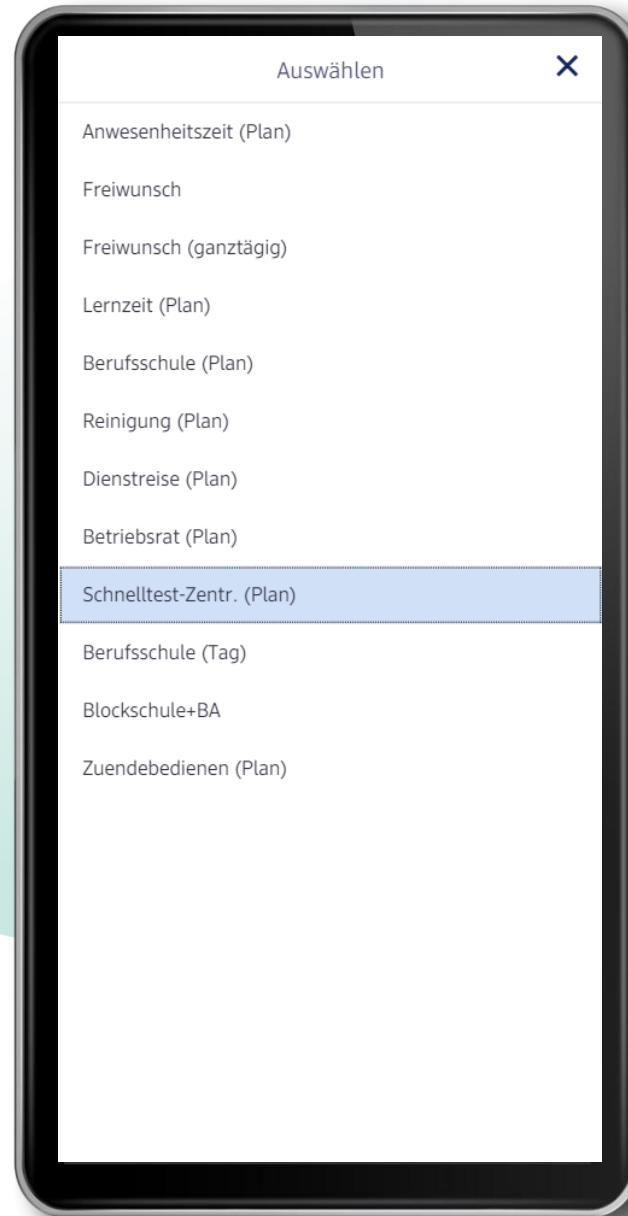 Auswählen
Anwesenheitszeit (Plan)
Freiwunsch
Freiwunsch (ganztägig)
Lernzeit (Plan)
Berufsschule (Plan)
Reinigung (Plan)
Dienstreise (Plan)
Betriebsrat (Plan)
Schnelltest-Zentr. (Plan)
Berufsschule (Tag)
Blockschule+BA
Zuendebedienen (Plan)